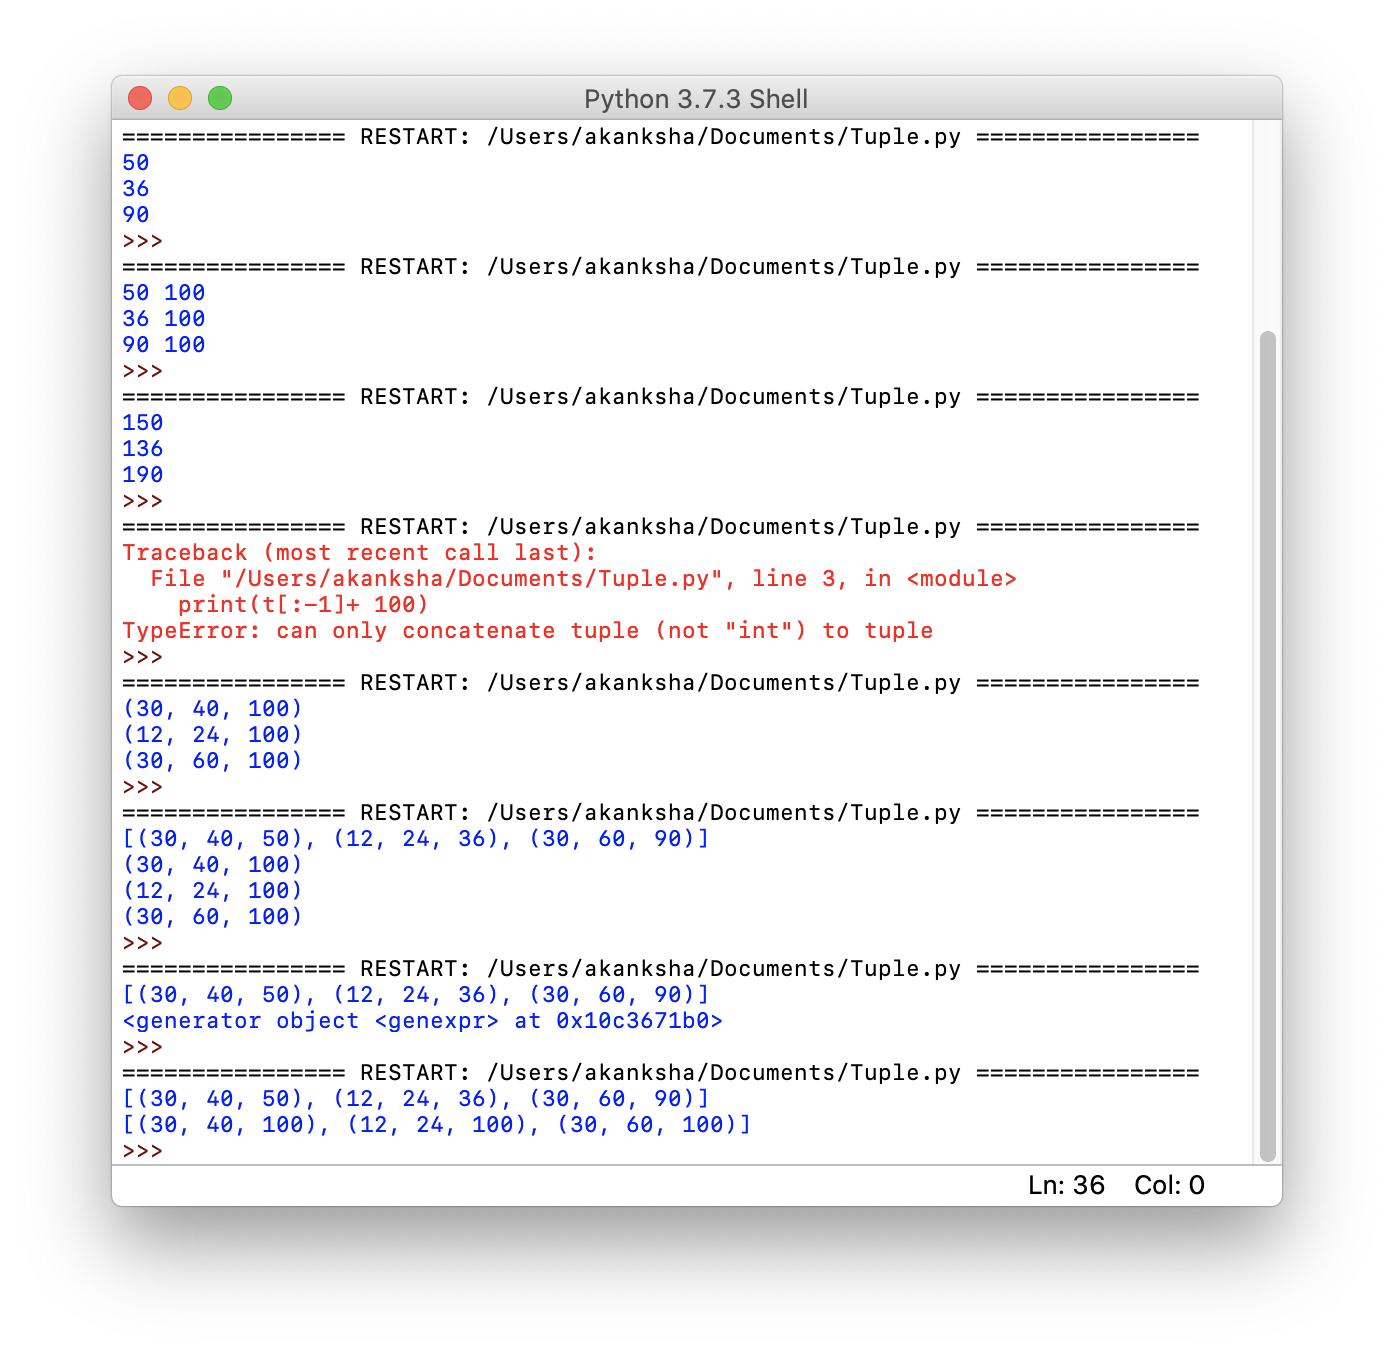 Python 3.7.3 Shell
================ RESTART: /Users/akanksha/Documents/Tuple.py ================
50
36
90
>>>
================ RESTART: /Users/akanksha/Documents/Tuple.py ================
50 100
36 100
90 100
>>>
================ RESTART: /Users/akanksha/Documents/Tuple.py ================
150
136
190
>>>
================ RESTART: /Users/akanksha/Documents/Tuple.py ================
Traceback (most recent call last):
  File "/Users/akanksha/Documents/Tuple.py", line 3, in <module>
    print(t[:-1]+ 100)
TypeError: can only concatenate tuple (not "int") to tuple
>>>
================ RESTART: /Users/akanksha/Documents/Tuple.py ================
(30, 40, 100)
(12, 24, 100)
(30, 60, 100)
>>>
================ RESTART: /Users/akanksha/Documents/Tuple.py ================
[(30, 40, 50), (12, 24, 36), (30, 60, 90)]
(30, 40, 100)
(12, 24, 100)
(30, 60, 100)
>>>
================ RESTART: /Users/akanksha/Documents/Tuple.py ================
[(30, 40, 50), (12, 24, 36), (30, 60, 90)]
<generator object <genexpr> at 0x10c3671b0>
>>>
================ RESTART: /Users/akanksha/Documents/Tuple.py ================
[(30, 40, 50), (12, 24, 36), (30, 60, 90)]
[(30, 40, 100), (12, 24, 100), (30, 60, 100)]
>>>
Ln: 36 Col: 0